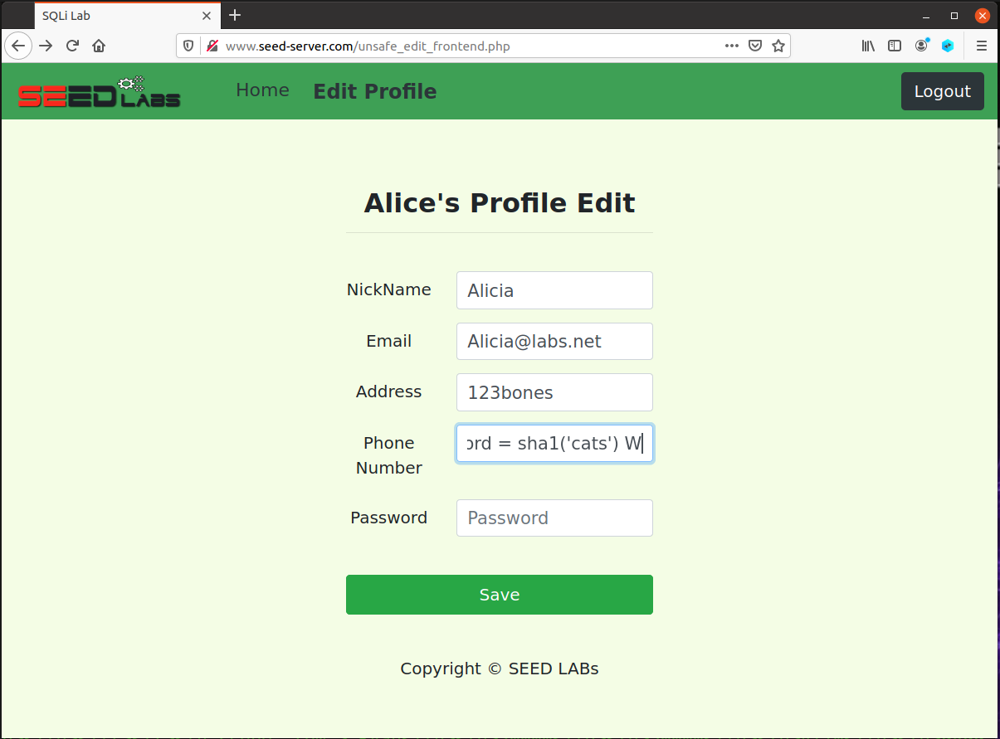 SQLi Lab
www.seed-server.com/unsafe_edit_frontend.php
SEED LABS Home Edit Profile Logout
Alice's Profile Edit
NickName Alicia
Email Alicia@labs.net
Address 123bones
Phone Number ord = sha1('cats') W
Password Password
Save
Copyright © SEED LABs